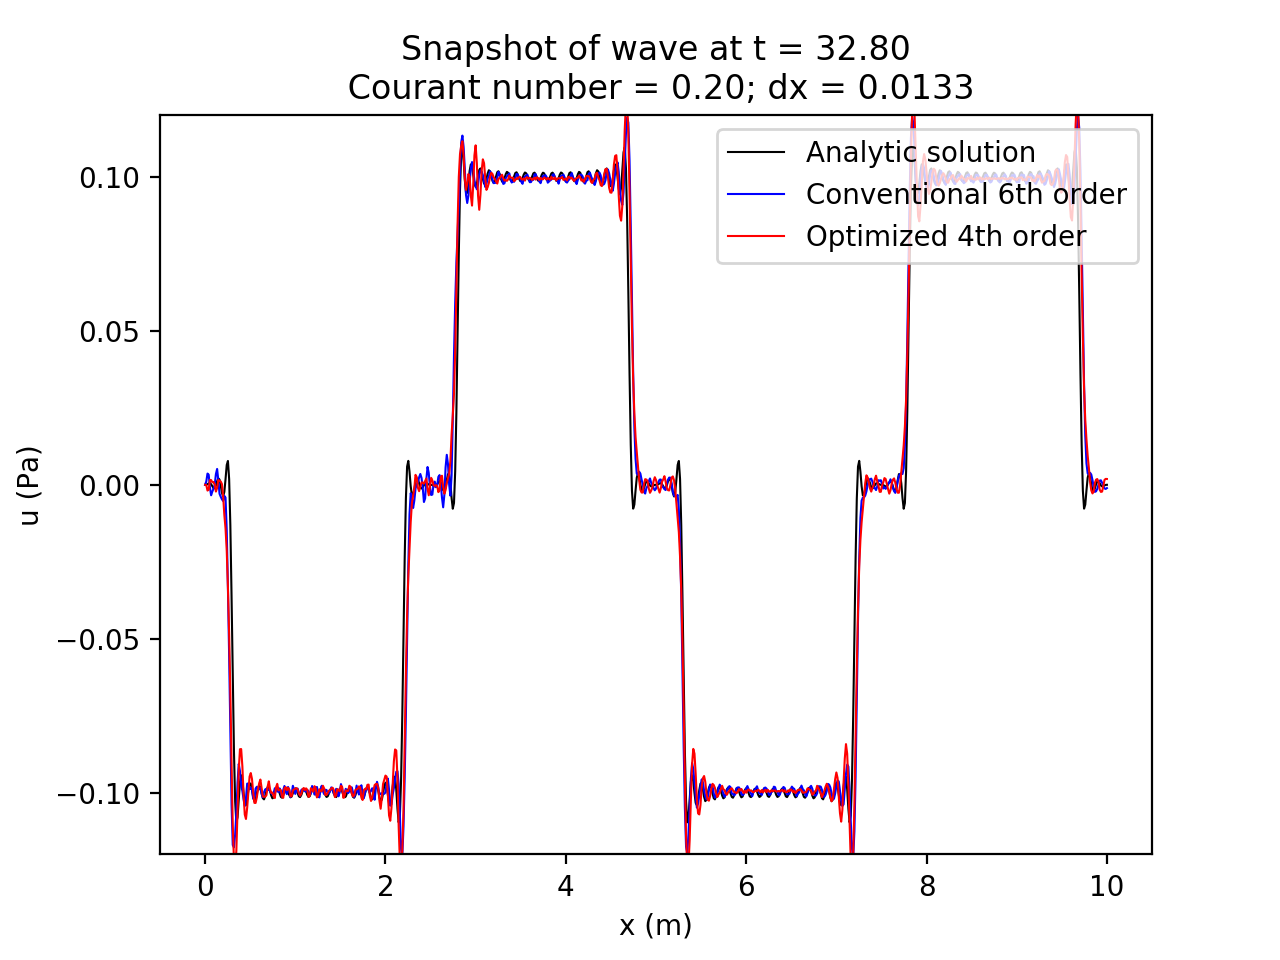 Snapshot of wave at t = 32.80
Courant number = 0.20; dx = 0.0133
Analytic solution
Conventional 6th order
Optimized 4th order
0.10
0.05
0.00
−0.05
−0.10
u (Pa)
0 2 4 6 8 10
x (m)